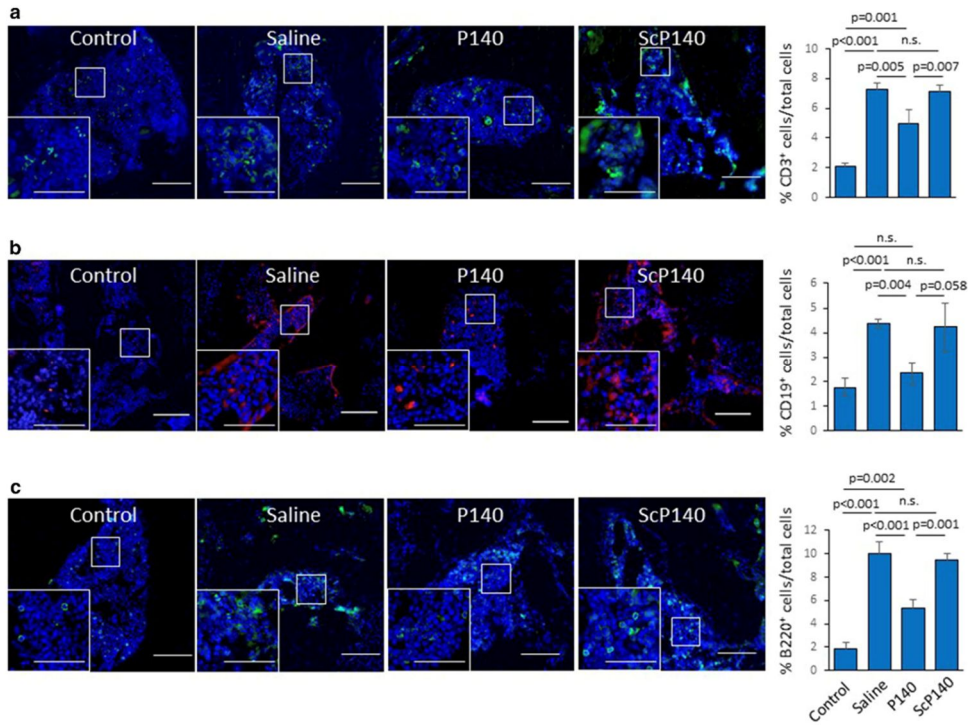 a
Control Saline P140 ScP140
p=0.001
p<0.001 n.s.
p=0.005 p=0.007
% CD3⁺ cells/total cells
10
8
6
4
2
0
b
Control Saline P140 ScP140
n.s.
p<0.001 n.s.
p=0.004 p=0.058
% CD19⁺ cells/total cells
6
5
4
3
2
1
0
c
Control Saline P140 ScP140
p=0.002
p<0.001 n.s.
p<0.001 p=0.001
% B220⁺ cells/total cells
12
10
8
6
4
2
0
Control Saline P140 ScP140